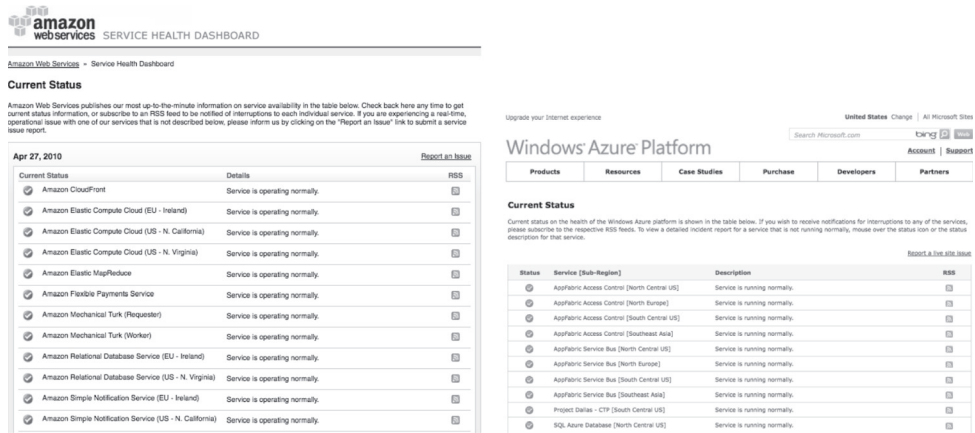 amazon
webservices SERVICE HEALTH DASHBOARD
Amazon Web Services » Service Health Dashboard
Current Status
Amazon Web Services publishes our most up-to-the-minute information on service availability in the table below. Check back here any time to get
current status information, or subscribe to an RSS feed to be notified of interruptions to each individual service. If you are experiencing a real-time,
operational issue with one of our services that is not described below, please inform us by clicking on the "Report an Issue" link to submit a service
issue report.
Apr 27, 2010 Report an Issue
Current Status Details RSS
Amazon CloudFront Service is operating normally.
Amazon Elastic Compute Cloud (EU - Ireland) Service is operating normally.
Amazon Elastic Compute Cloud (US - N. California) Service is operating normally.
Amazon Elastic Compute Cloud (US - N. Virginia) Service is operating normally.
Amazon Elastic MapReduce Service is operating normally.
Amazon Flexible Payments Service Service is operating normally.
Amazon Mechanical Turk (Requester) Service is operating normally.
Amazon Mechanical Turk (Worker) Service is operating normally.
Amazon Relational Database Service (EU - Ireland) Service is operating normally.
Amazon Relational Database Service (US - N. Virginia) Service is operating normally.
Amazon Simple Notification Service (EU - Ireland) Service is operating normally.
Amazon Simple Notification Service (US - N. California) Service is operating normally.
Upgrade your Internet experience United States Change | All Microsoft Sites
Search Microsoft.com bing Web
Windows Azure Platform Account | Support
Products Resources Case Studies Purchase Developers Partners
Current Status
Current status on the health of the Windows Azure platform is shown in the table below. If you wish to receive notifications for interruptions to any of the services,
please subscribe to the respective RSS feeds. To view a detailed incident report for a service that is not running normally, mouse over the status icon or the status
description for that service.
Report a live site issue
Status Service [Sub-Region] Description RSS
AppFabric Access Control [North Central US] Service is running normally.
AppFabric Access Control [North Europe] Service is running normally.
AppFabric Access Control [South Central US] Service is running normally.
AppFabric Access Control [Southeast Asia] Service is running normally.
AppFabric Service Bus [North Central US] Service is running normally.
AppFabric Service Bus [North Europe] Service is running normally.
AppFabric Service Bus [South Central US] Service is running normally.
AppFabric Service Bus [Southeast Asia] Service is running normally.
Project Dallas - CTP [South Central US] Service is running normally.
SQL Azure Database [North Central US] Service is running normally.